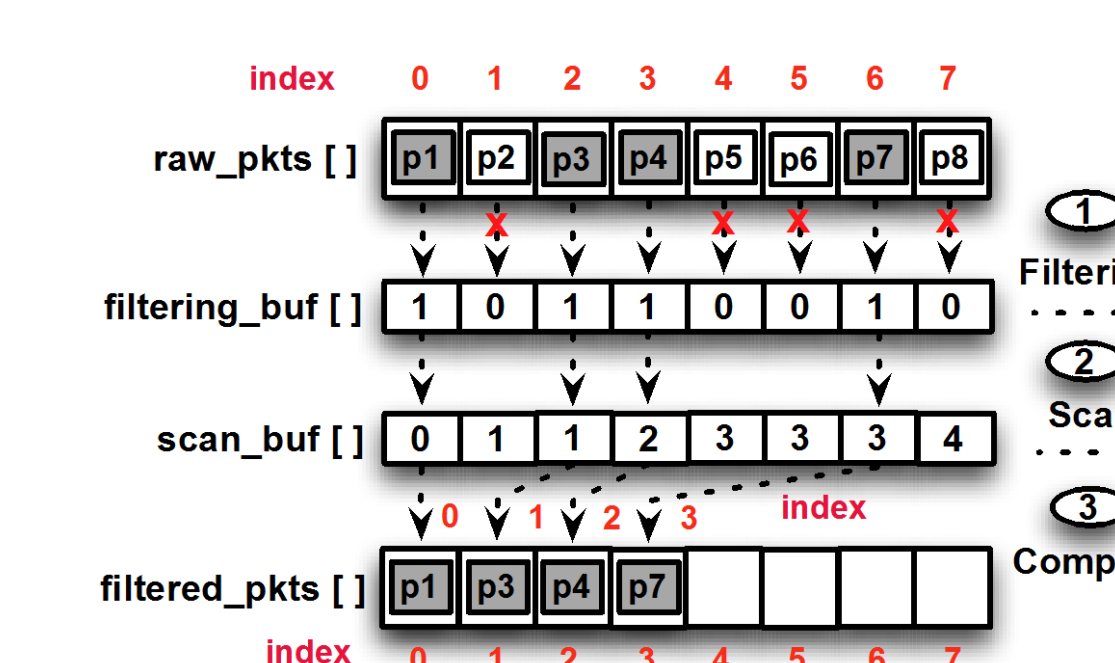 index 0 1 2 3 4 5 6 7
raw_pkts [ ] p1 p2 p3 p4 p5 p6 p7 p8
x x x x
1
Filteri
filtering_buf [ ] 1 0 1 1 0 0 1 0
2
Sca
scan_buf [ ] 0 1 1 2 3 3 3 4
0 1 2 3 index
3
Comp
filtered_pkts [ ] p1 p3 p4 p7
index 0 1 2 3 4 5 6 7